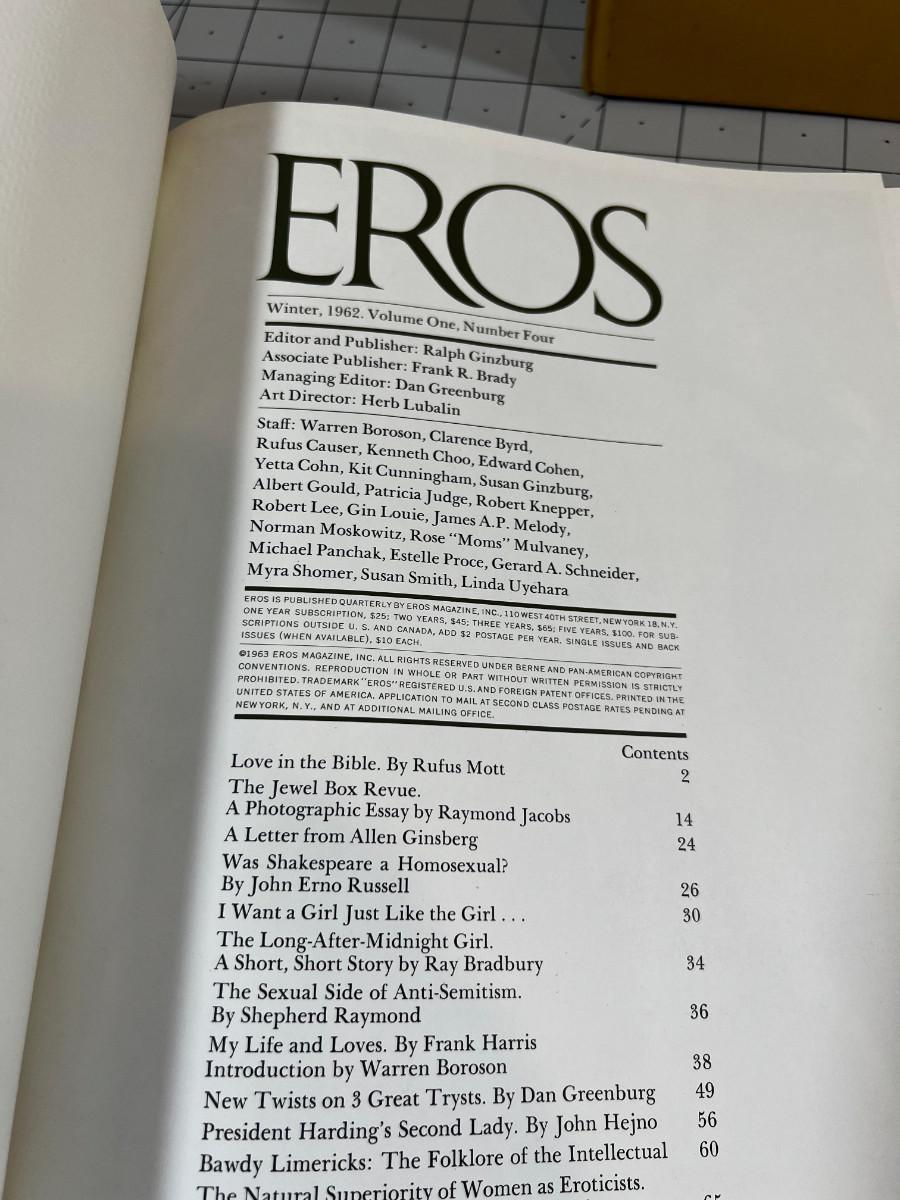 EROS
Winter, 1962. Volume One, Number Four
Editor and Publisher: Ralph Ginzburg
Associate Publisher: Frank R. Brady
Managing Editor: Dan Greenburg
Art Director: Herb Lubalin
Staff: Warren Boroson, Clarence Byrd,
Rufus Causer, Kenneth Choo, Edward Cohen,
Yetta Cohn, Kit Cunningham, Susan Ginzburg,
Albert Gould, Patricia Judge, Robert Knepper,
Robert Lee, Gin Louie, James A.P. Melody,
Norman Moskowitz, Rose “Moms” Mulvaney,
Michael Panchak, Estelle Proce, Gerard A. Schneider,
Myra Shomer, Susan Smith, Linda Uyehara
EROS IS PUBLISHED QUARTERLY BY EROS MAGAZINE, INC., 110 WEST 40TH STREET, NEW YORK 18, N.Y.
ONE YEAR SUBSCRIPTION, $25; TWO YEARS, $45; THREE YEARS, $65; FIVE YEARS, $100. FOR SUB-
SCRIPTIONS OUTSIDE U. S. AND CANADA, ADD $2 POSTAGE PER YEAR. SINGLE ISSUES AND BACK
ISSUES (WHEN AVAILABLE), $10 EACH.
©1963 EROS MAGAZINE, INC. ALL RIGHTS RESERVED UNDER BERNE AND PAN-AMERICAN COPYRIGHT
CONVENTIONS. REPRODUCTION IN WHOLE OR PART WITHOUT WRITTEN PERMISSION IS STRICTLY
PROHIBITED. TRADEMARK “EROS” REGISTERED U.S. AND FOREIGN PATENT OFFICES. PRINTED IN THE
UNITED STATES OF AMERICA. APPLICATION TO MAIL AT SECOND CLASS POSTAGE RATES PENDING AT
NEW YORK, N. Y., AND AT ADDITIONAL MAILING OFFICE.
Contents
Love in the Bible. By Rufus Mott 2
The Jewel Box Revue.
A Photographic Essay by Raymond Jacobs 14
A Letter from Allen Ginsberg 24
Was Shakespeare a Homosexual?
By John Erno Russell 26
I Want a Girl Just Like the Girl . . . 30
The Long-After-Midnight Girl.
A Short, Short Story by Ray Bradbury 34
The Sexual Side of Anti-Semitism.
By Shepherd Raymond 36
My Life and Loves. By Frank Harris
Introduction by Warren Boroson 38
New Twists on 3 Great Trysts. By Dan Greenburg 49
President Harding's Second Lady. By John Hejno 56
Bawdy Limericks: The Folklore of the Intellectual 60
The Natural Superiority of Women as Eroticists.